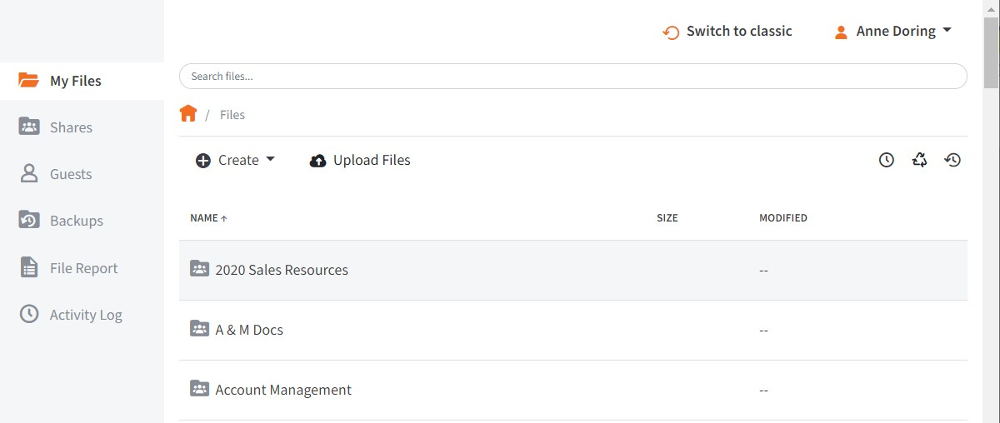 Switch to classic
Anne Doring
My Files
Shares
Guests
Backups
File Report
Activity Log
Search files...
/ Files
Create
Upload Files
NAME ↑ SIZE MODIFIED
2020 Sales Resources --
A & M Docs --
Account Management --